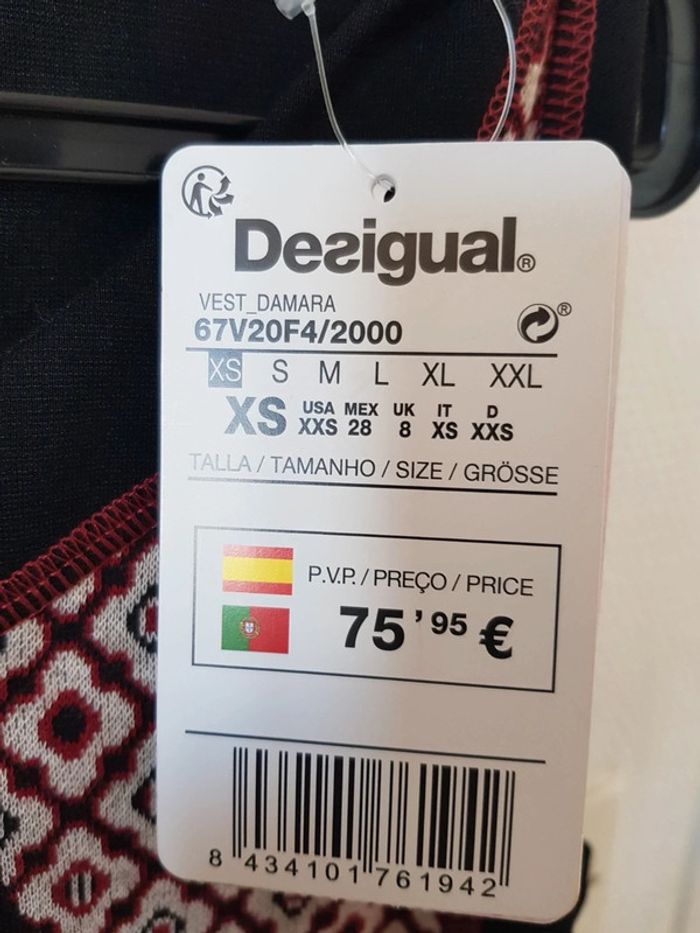 Desigual®
VEST_DAMARA
67V20F4/2000
®
XS S M L XL XXL
XS USA MEX UK IT D
XXS 28 8 XS XXS
TALLA / TAMANHO / SIZE / GRÖSSE
P.V.P. / PREÇO / PRICE
75'95 €
8 434101 761942